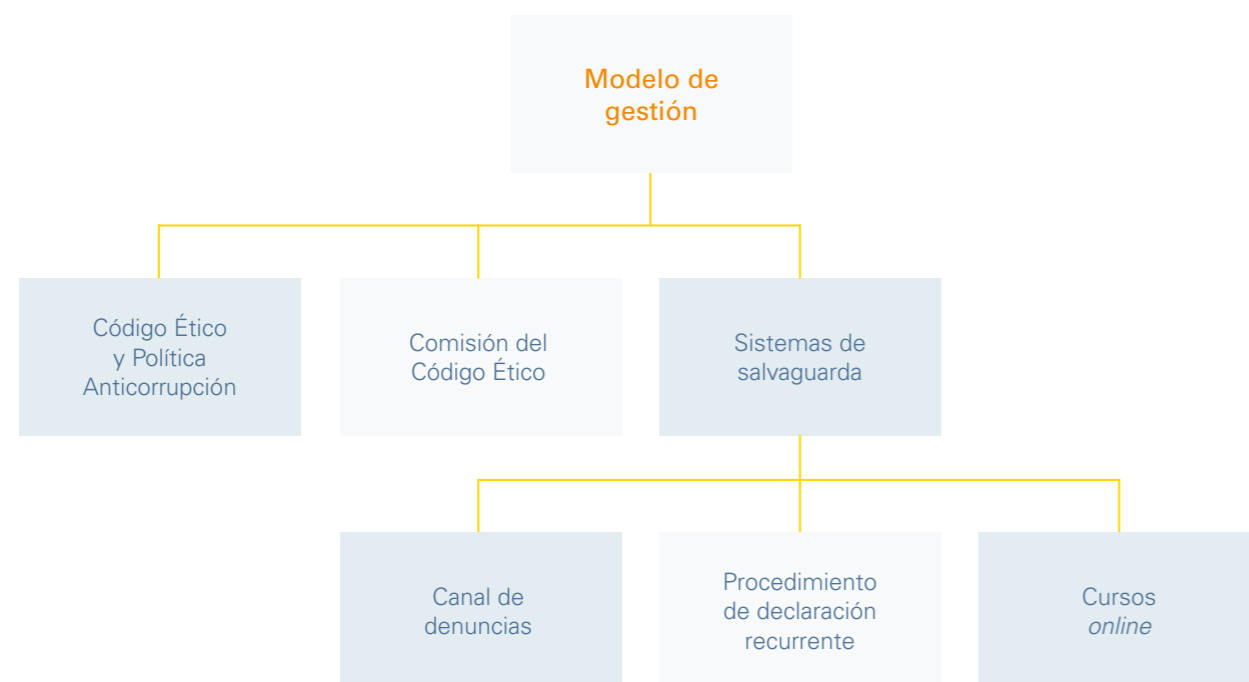 Modelo de
gestión
Código Ético
y Política
Anticorrupción
Comisión del
Código Ético
Sistemas de
salvaguarda
Canal de
denuncias
Procedimiento
de declaración
recurrente
Cursos
online